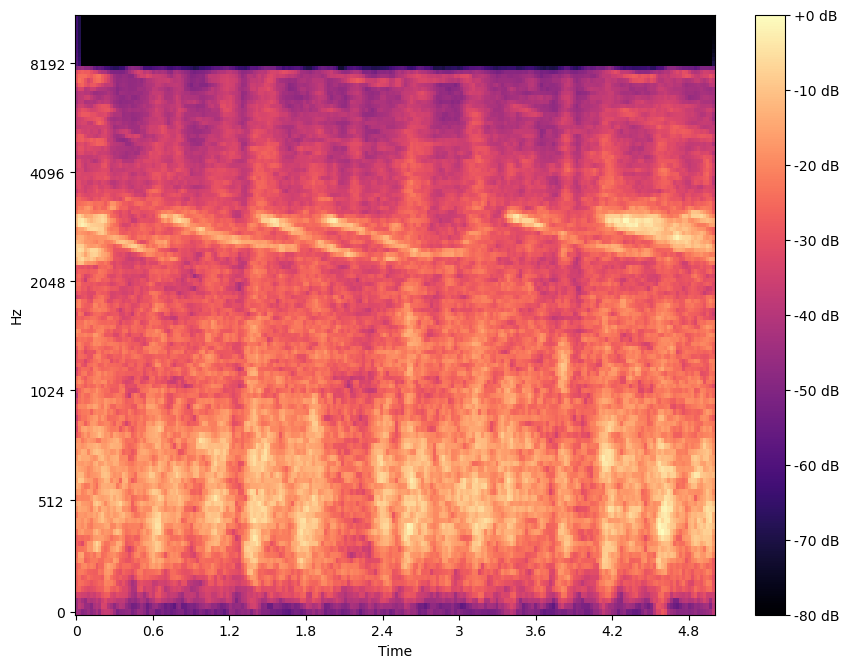 +0 dB
8192
-10 dB
4096
-20 dB
-30 dB
2048
Hz
-40 dB
1024
-50 dB
512
-60 dB
-70 dB
0
-80 dB
0 0.6 1.2 1.8 2.4 3 3.6 4.2 4.8
Time